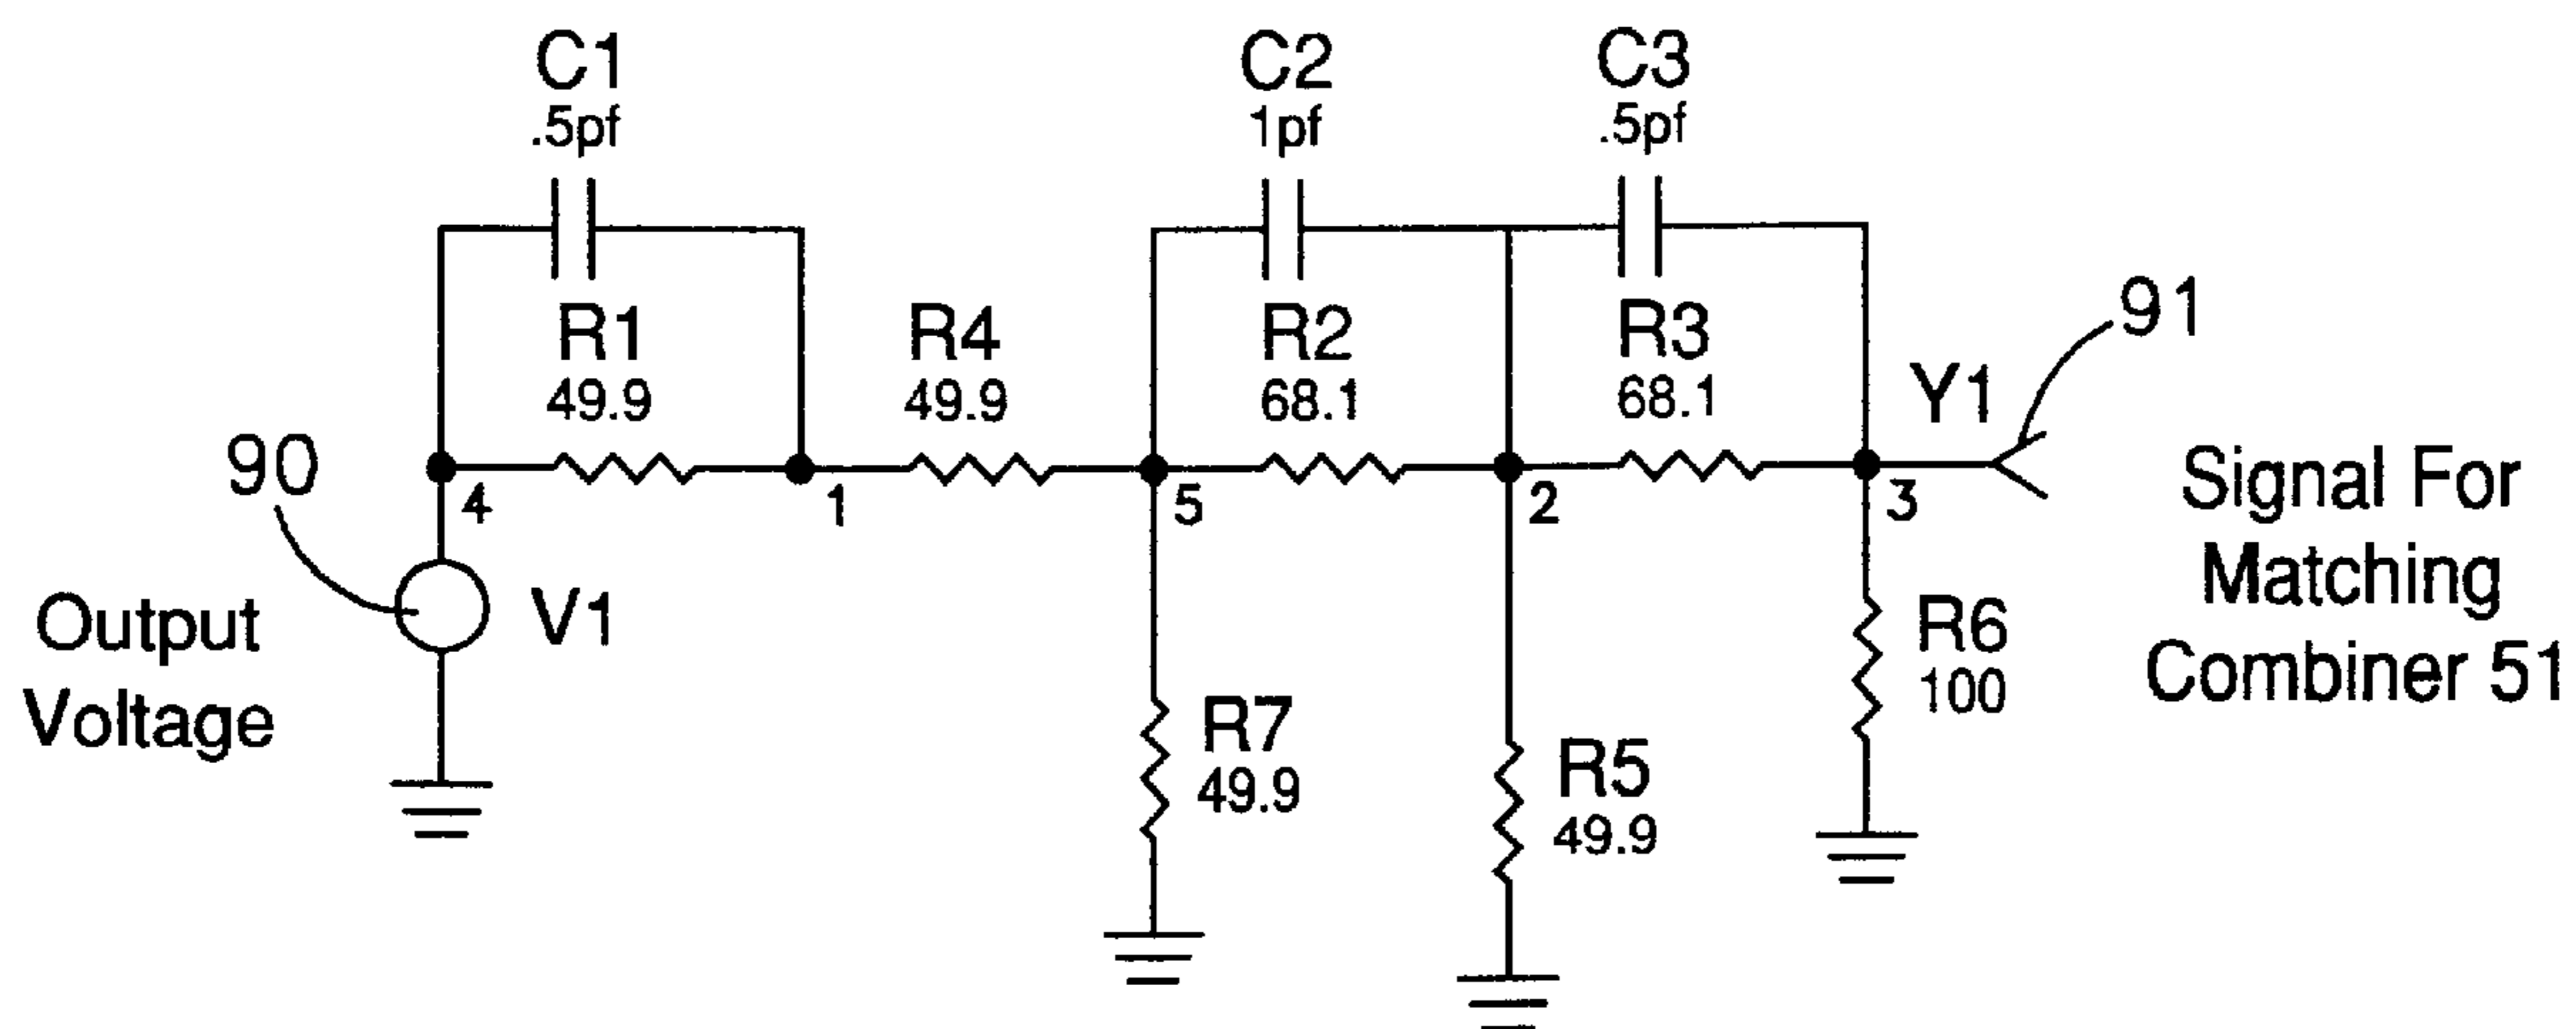 C1
.5pf
C2
1pf
C3
.5pf
R1
49.9
R4
49.9
R2
68.1
R3
68.1
91
Y1
90
4
1
5
2
3
Signal For
Matching
Combiner 51
Output
Voltage
V1
R7
49.9
R5
49.9
R6
100